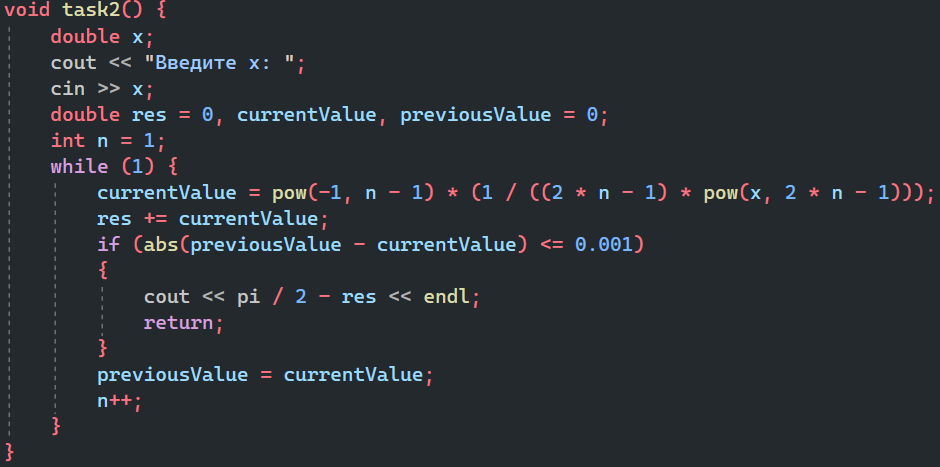 void task2() {
    double x;
    cout << "Введите x: ";
    cin >> x;
    double res = 0, currentValue, previousValue = 0;
    int n = 1;
    while (1) {
        currentValue = pow(-1, n - 1) * (1 / ((2 * n - 1) * pow(x, 2 * n - 1)));
        res += currentValue;
        if (abs(previousValue - currentValue) <= 0.001)
        {
            cout << pi / 2 - res << endl;
            return;
        }
        previousValue = currentValue;
        n++;
    }
}